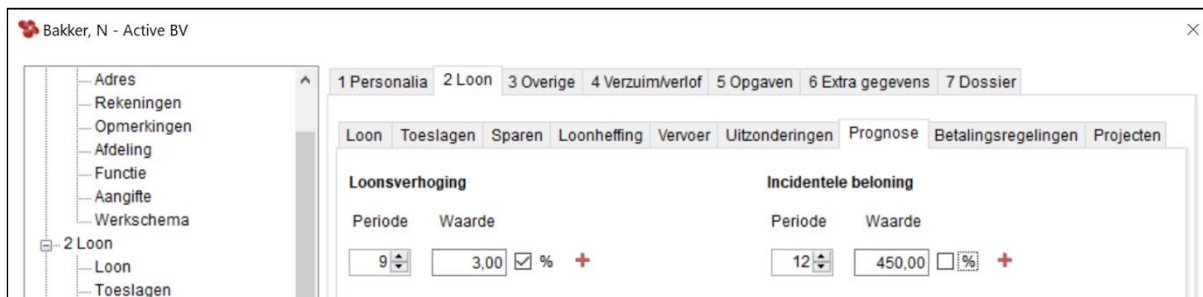 Bakker, N - Active BV
Adres
Rekeningen
Opmerkingen
Afdeling
Functie
Aangifte
Werkschema
2 Loon
Loon
Toeslagen
1 Personalia 2 Loon 3 Overige 4 Verzuim/verlof 5 Opgaven 6 Extra gegevens 7 Dossier
Loon Toeslagen Sparen Loonheffing Vervoer Uitzonderingen Prognose Betalingsregelingen Projecten
Loonsverhoging Incidentele beloning
Periode Waarde Periode Waarde
9 3,00 % 12 450,00 %